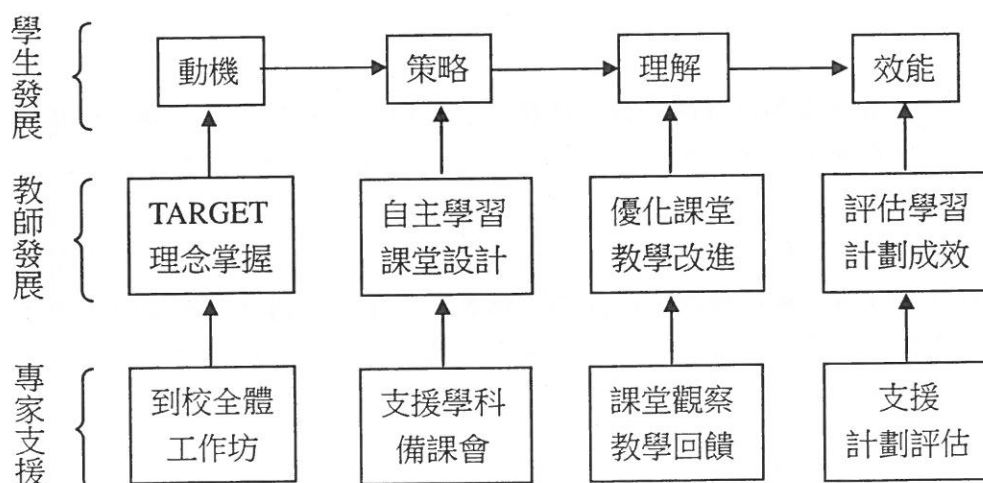 學生發展
動機
策略
理解
效能
教師發展
TARGET
理念掌握
自主學習
課堂設計
優化課堂
教學改進
評估學習
計劃成效
專家支援
到校全體
工作坊
支援學科
備課會
課堂觀察
教學回饋
支援
計劃評估